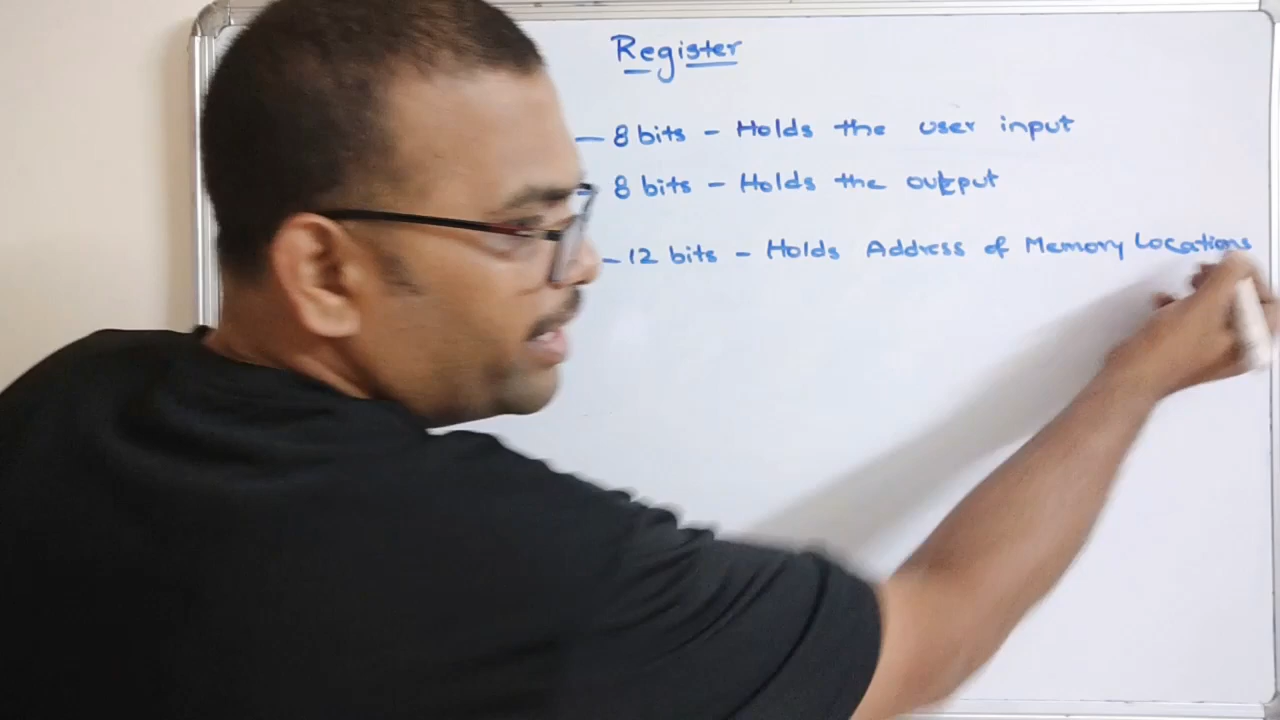 Register
— 8 bits - Holds the user input
- 8 bits - Holds the output
- 12 bits - Holds Address of Memory Locations